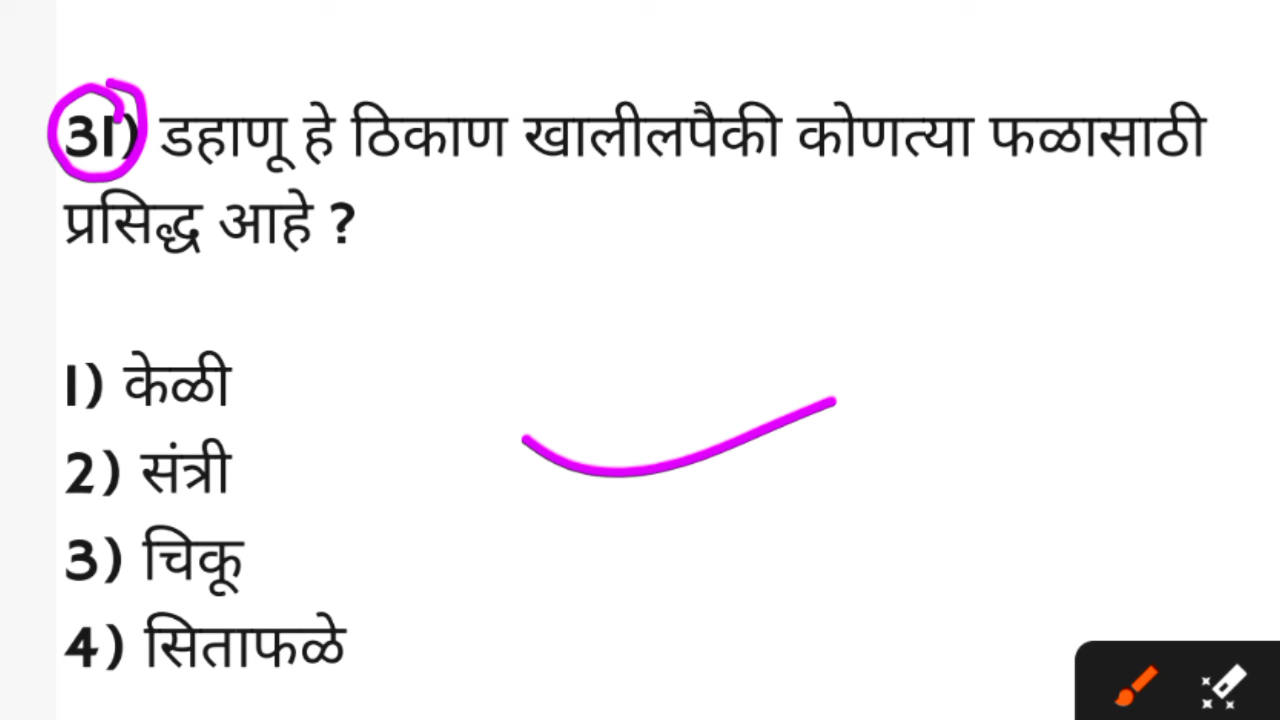 31) डहाणू हे ठिकाण खालीलपैकी कोणत्या फळासाठी
प्रसिद्ध आहे ?
1) केळी
2) संत्री
3) चिकू
4) सिताफळे